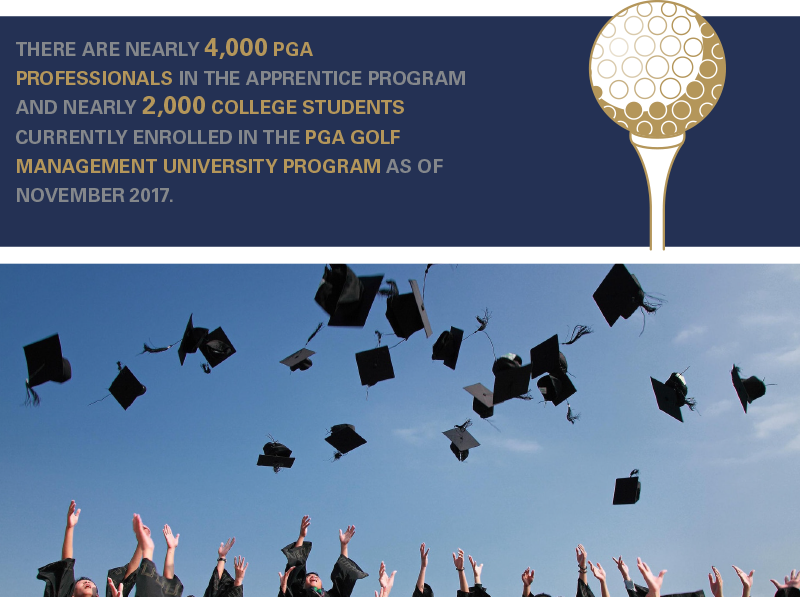 THERE ARE NEARLY 4,000 PGA
PROFESSIONALS IN THE APPRENTICE PROGRAM
AND NEARLY 2,000 COLLEGE STUDENTS
CURRENTLY ENROLLED IN THE PGA GOLF
MANAGEMENT UNIVERSITY PROGRAM AS OF
NOVEMBER 2017.